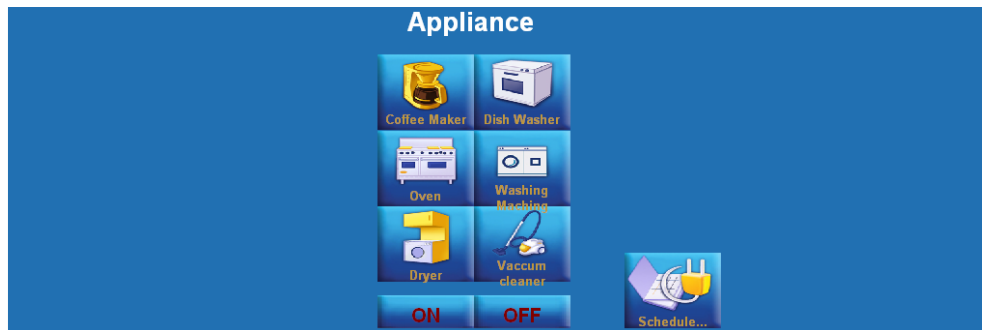 Appliance
Coffee Maker
Dish Washer
Oven
Washing
Maching
Dryer
Vaccum
cleaner
ON
OFF
Schedule...